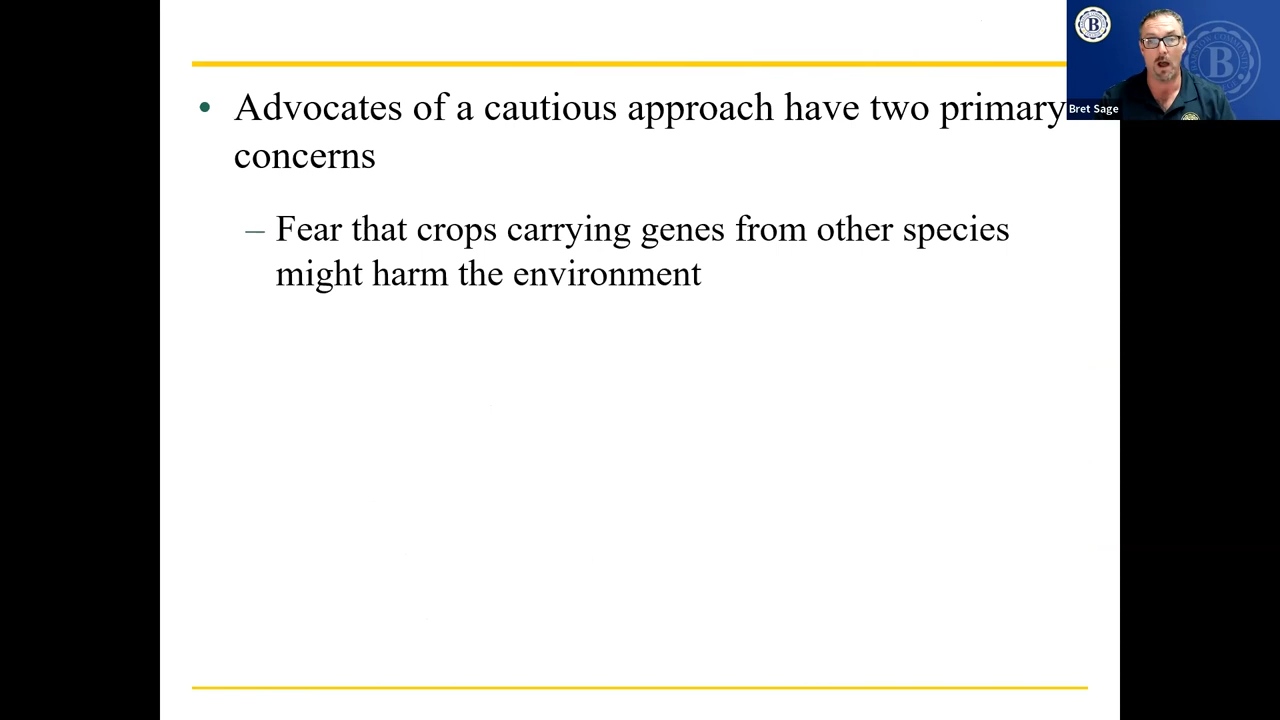 • Advocates of a cautious approach have two primary
concerns
– Fear that crops carrying genes from other species
might harm the environment
B
B
Bret Sage